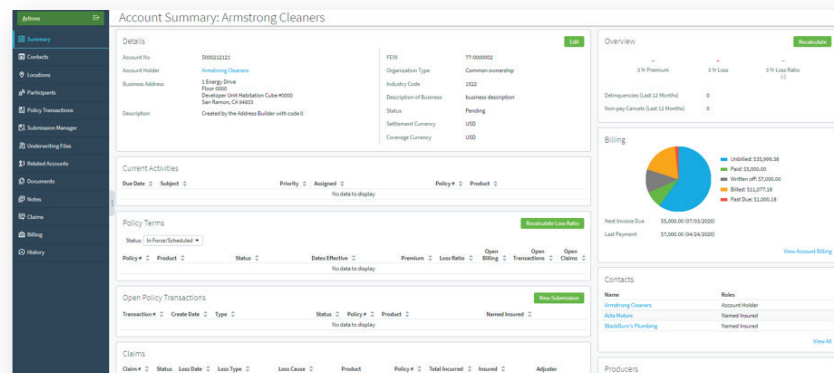 Actions
Account Summary: Armstrong Cleaners
Summary
Contacts
Locations
Participants
Policy Transactions
Submission Manager
Underwriting Files
Related Accounts
Documents
Notes
Claims
Billing
History
Details
Edit
Account No 5000212121
Account Holder Armstrong Cleaners
Business Address 1 Energy Drive
Floor 0000
Developer Unit Habitation Cube #0000
San Ramon, CA 94583
Description Created by the Address Builder with code 0
FEIN ??-0000002
Organization Type Common ownership
Industry Code 1522
Description of Business business description
Status Pending
Settlement Currency USD
Coverage Currency USD
Current Activities
Due Date Subject Priority Assigned Policy # Product
No data to display
Policy Terms
Recalculate Loss Ratio
Status In Force/Scheduled
Policy # Product Status Dates Effective Premium Loss Ratio Open Billing Open Transactions Open Claims
No data to display
Open Policy Transactions
New Submission
Transaction # Create Date Type Status Policy # Product Named Insured
No data to display
Claims
Claim # Status Loss Date Loss Type Loss Cause Product Policy # Total Incurred Insured Adjuster
Overview
Recalculate
- - -
3 Yr Premium 3 Yr Loss 3 Yr Loss Ratio
(-)
Delinquencies (Last 12 Months) 0
Non-pay Cancels (Last 12 Months) 0
Billing
Unbilled: $35,999.36
Paid: $5,000.00
Written off: $7,000.00
Billed: $11,077.16
Past Due: $1,000.16
Next Invoice Due $5,000.00 (07/03/2020)
Last Payment $7,000.00 (04/24/2020)
View Account Billing
Contacts
Name Roles
Armstrong Cleaners Account Holder
Acta Motors Named Insured
BlackBurn's Plumbing Named Insured
View All
Producers